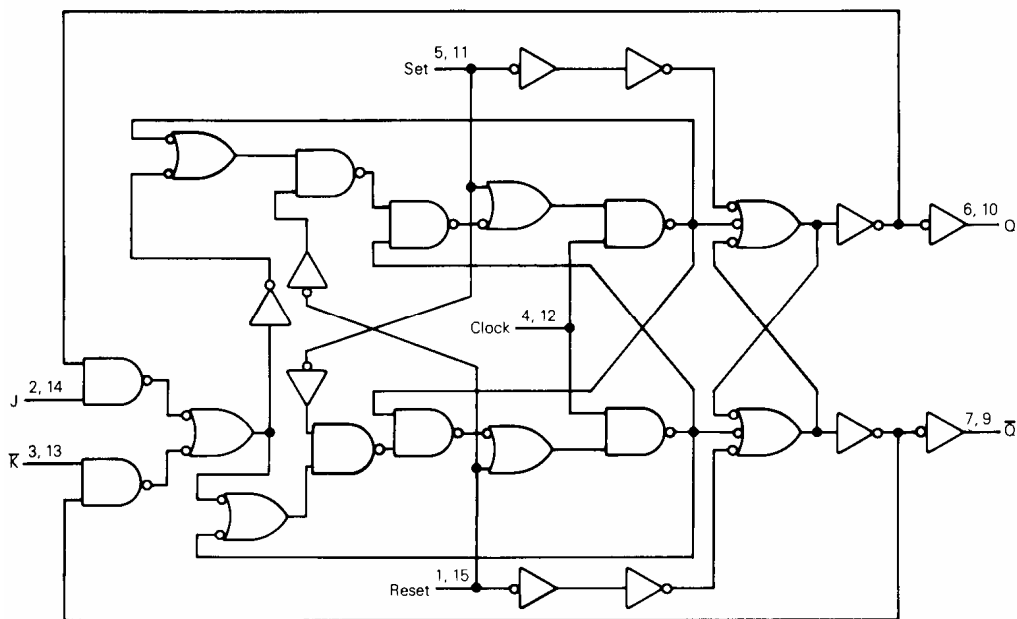 5, 11
Set
6, 10
Q
4, 12
Clock
2, 14
J
3, 13
K̅
7, 9
Q̅
1, 15
Reset